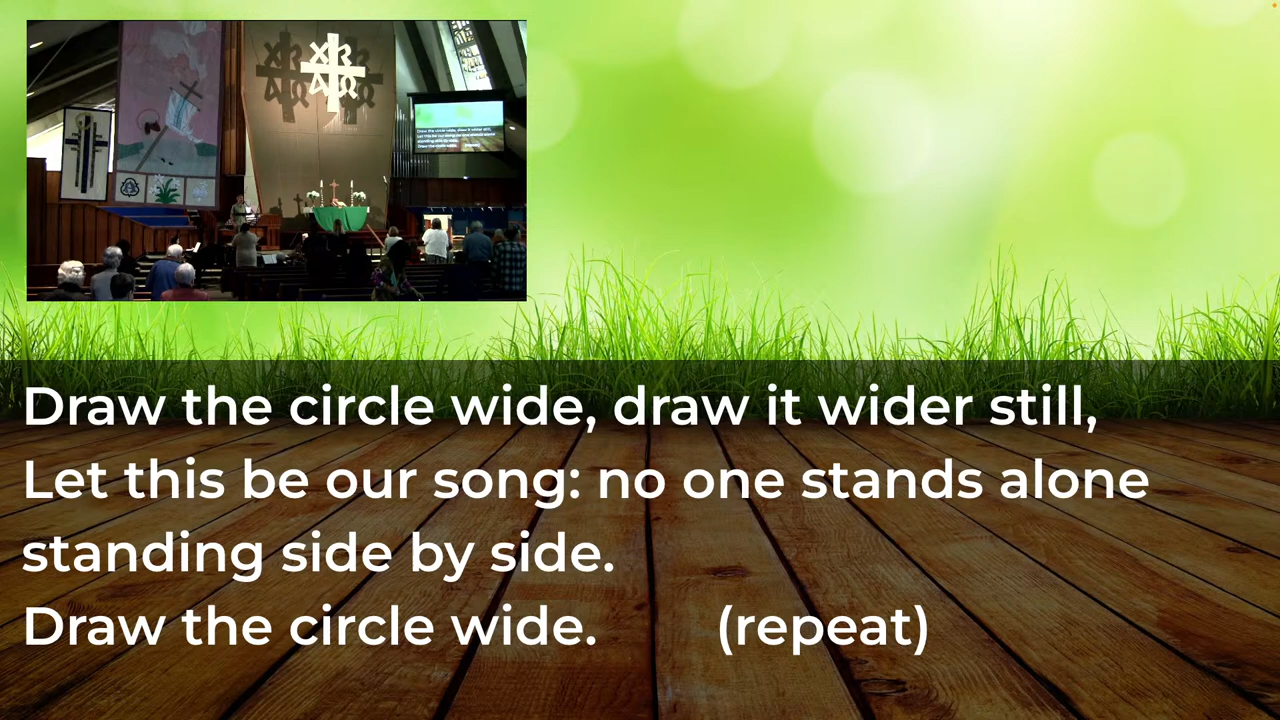 Draw the circle wide, draw it wider still,
Let this be our song: no one stands alone
standing side by side.
Draw the circle wide. (repeat)